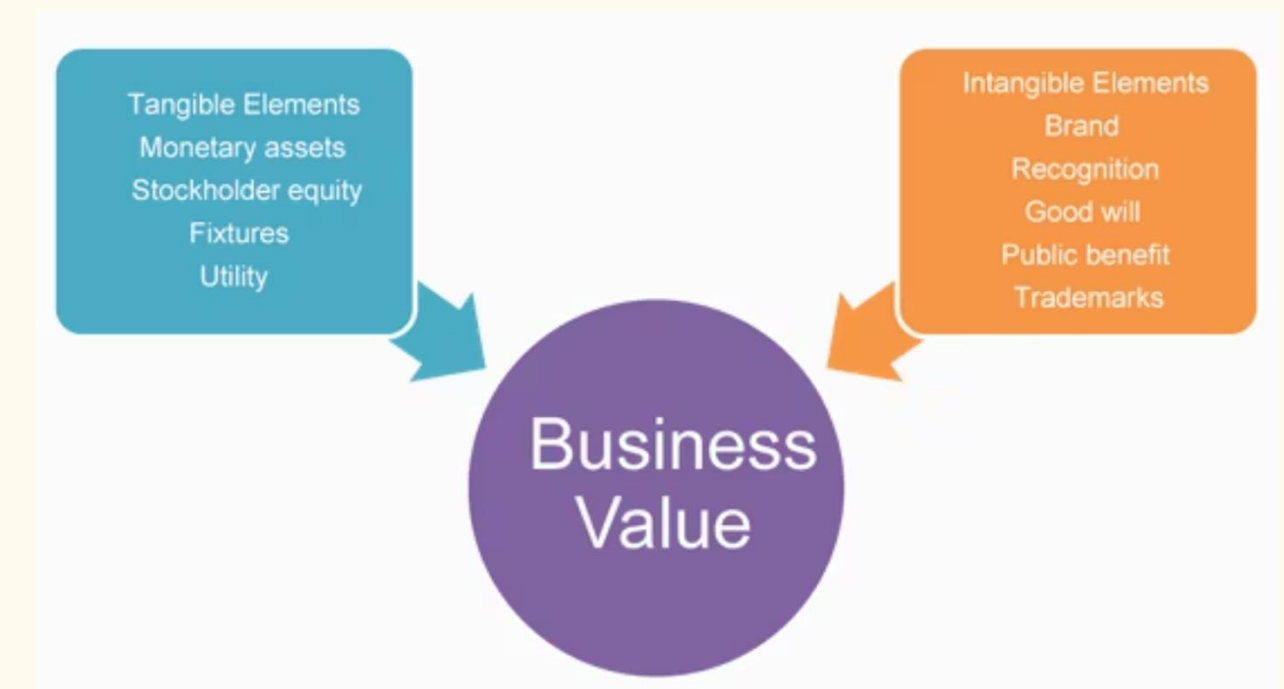 Tangible Elements
Monetary assets
Stockholder equity
Fixtures
Utility
Intangible Elements
Brand
Recognition
Good will
Public benefit
Trademarks
Business
Value